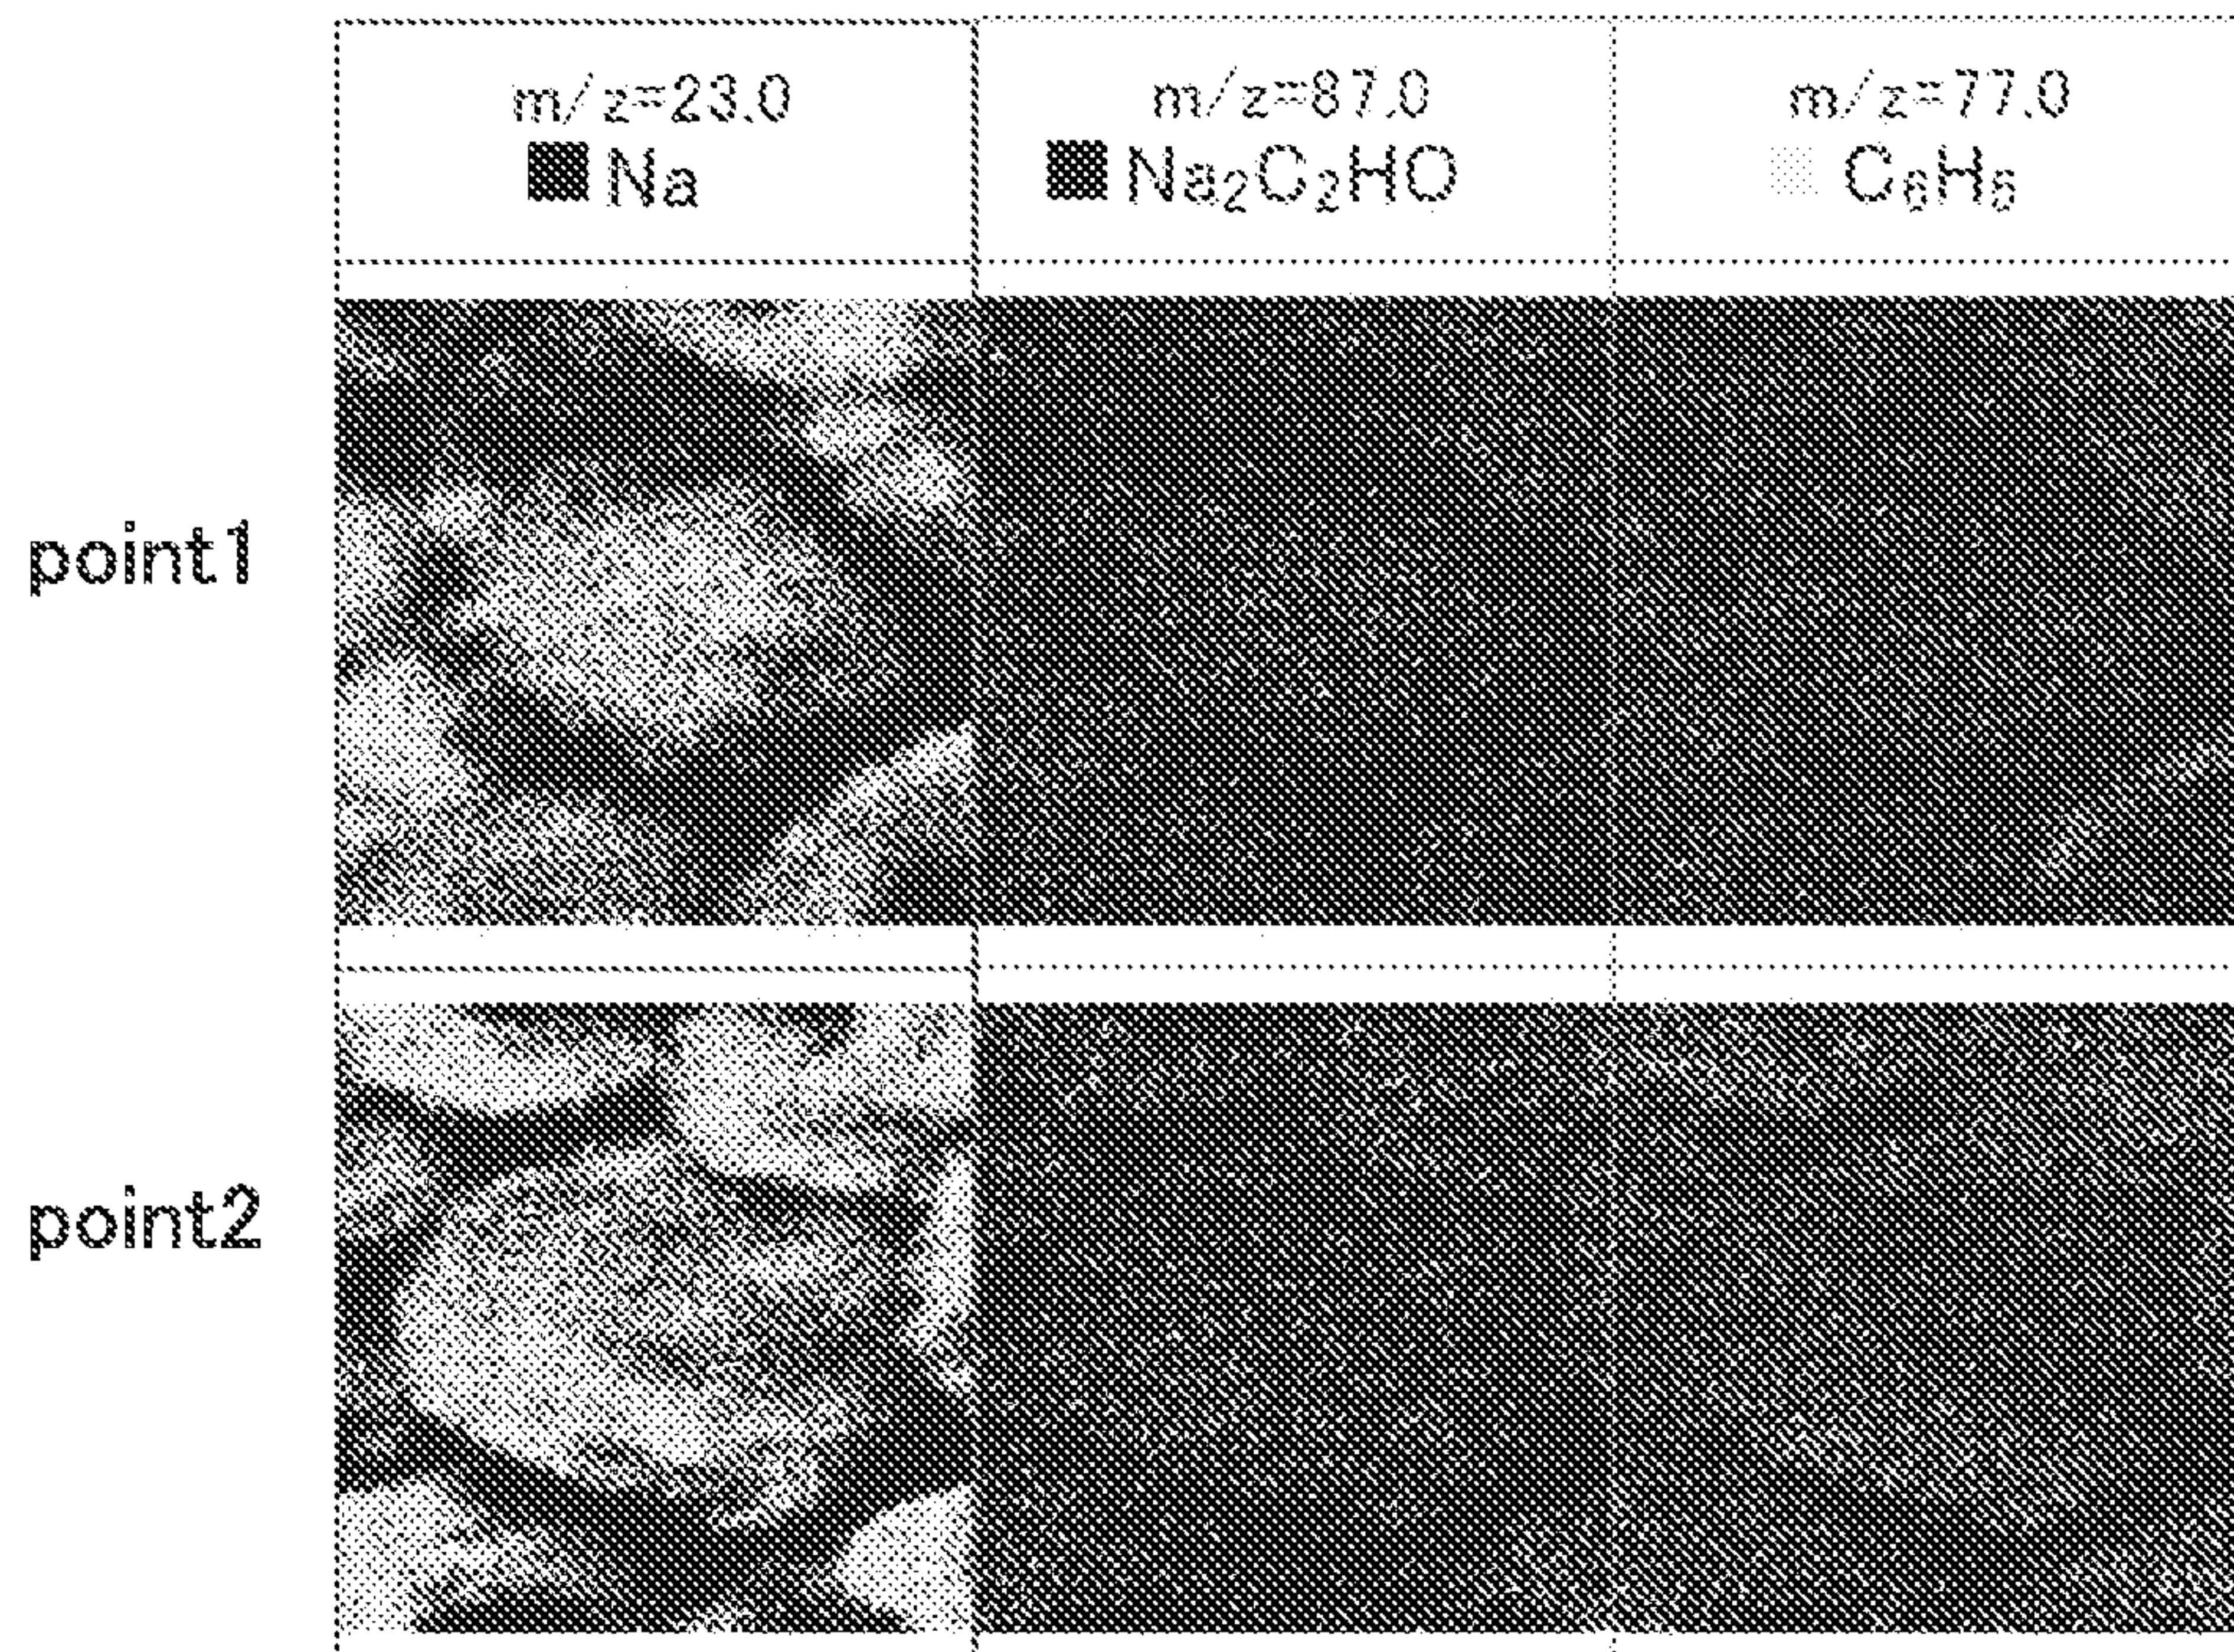 m/z=23.0
Na
m/z=87.0
Na₂C₂HO
m/z=77.0
C₆H₅
point1
point2